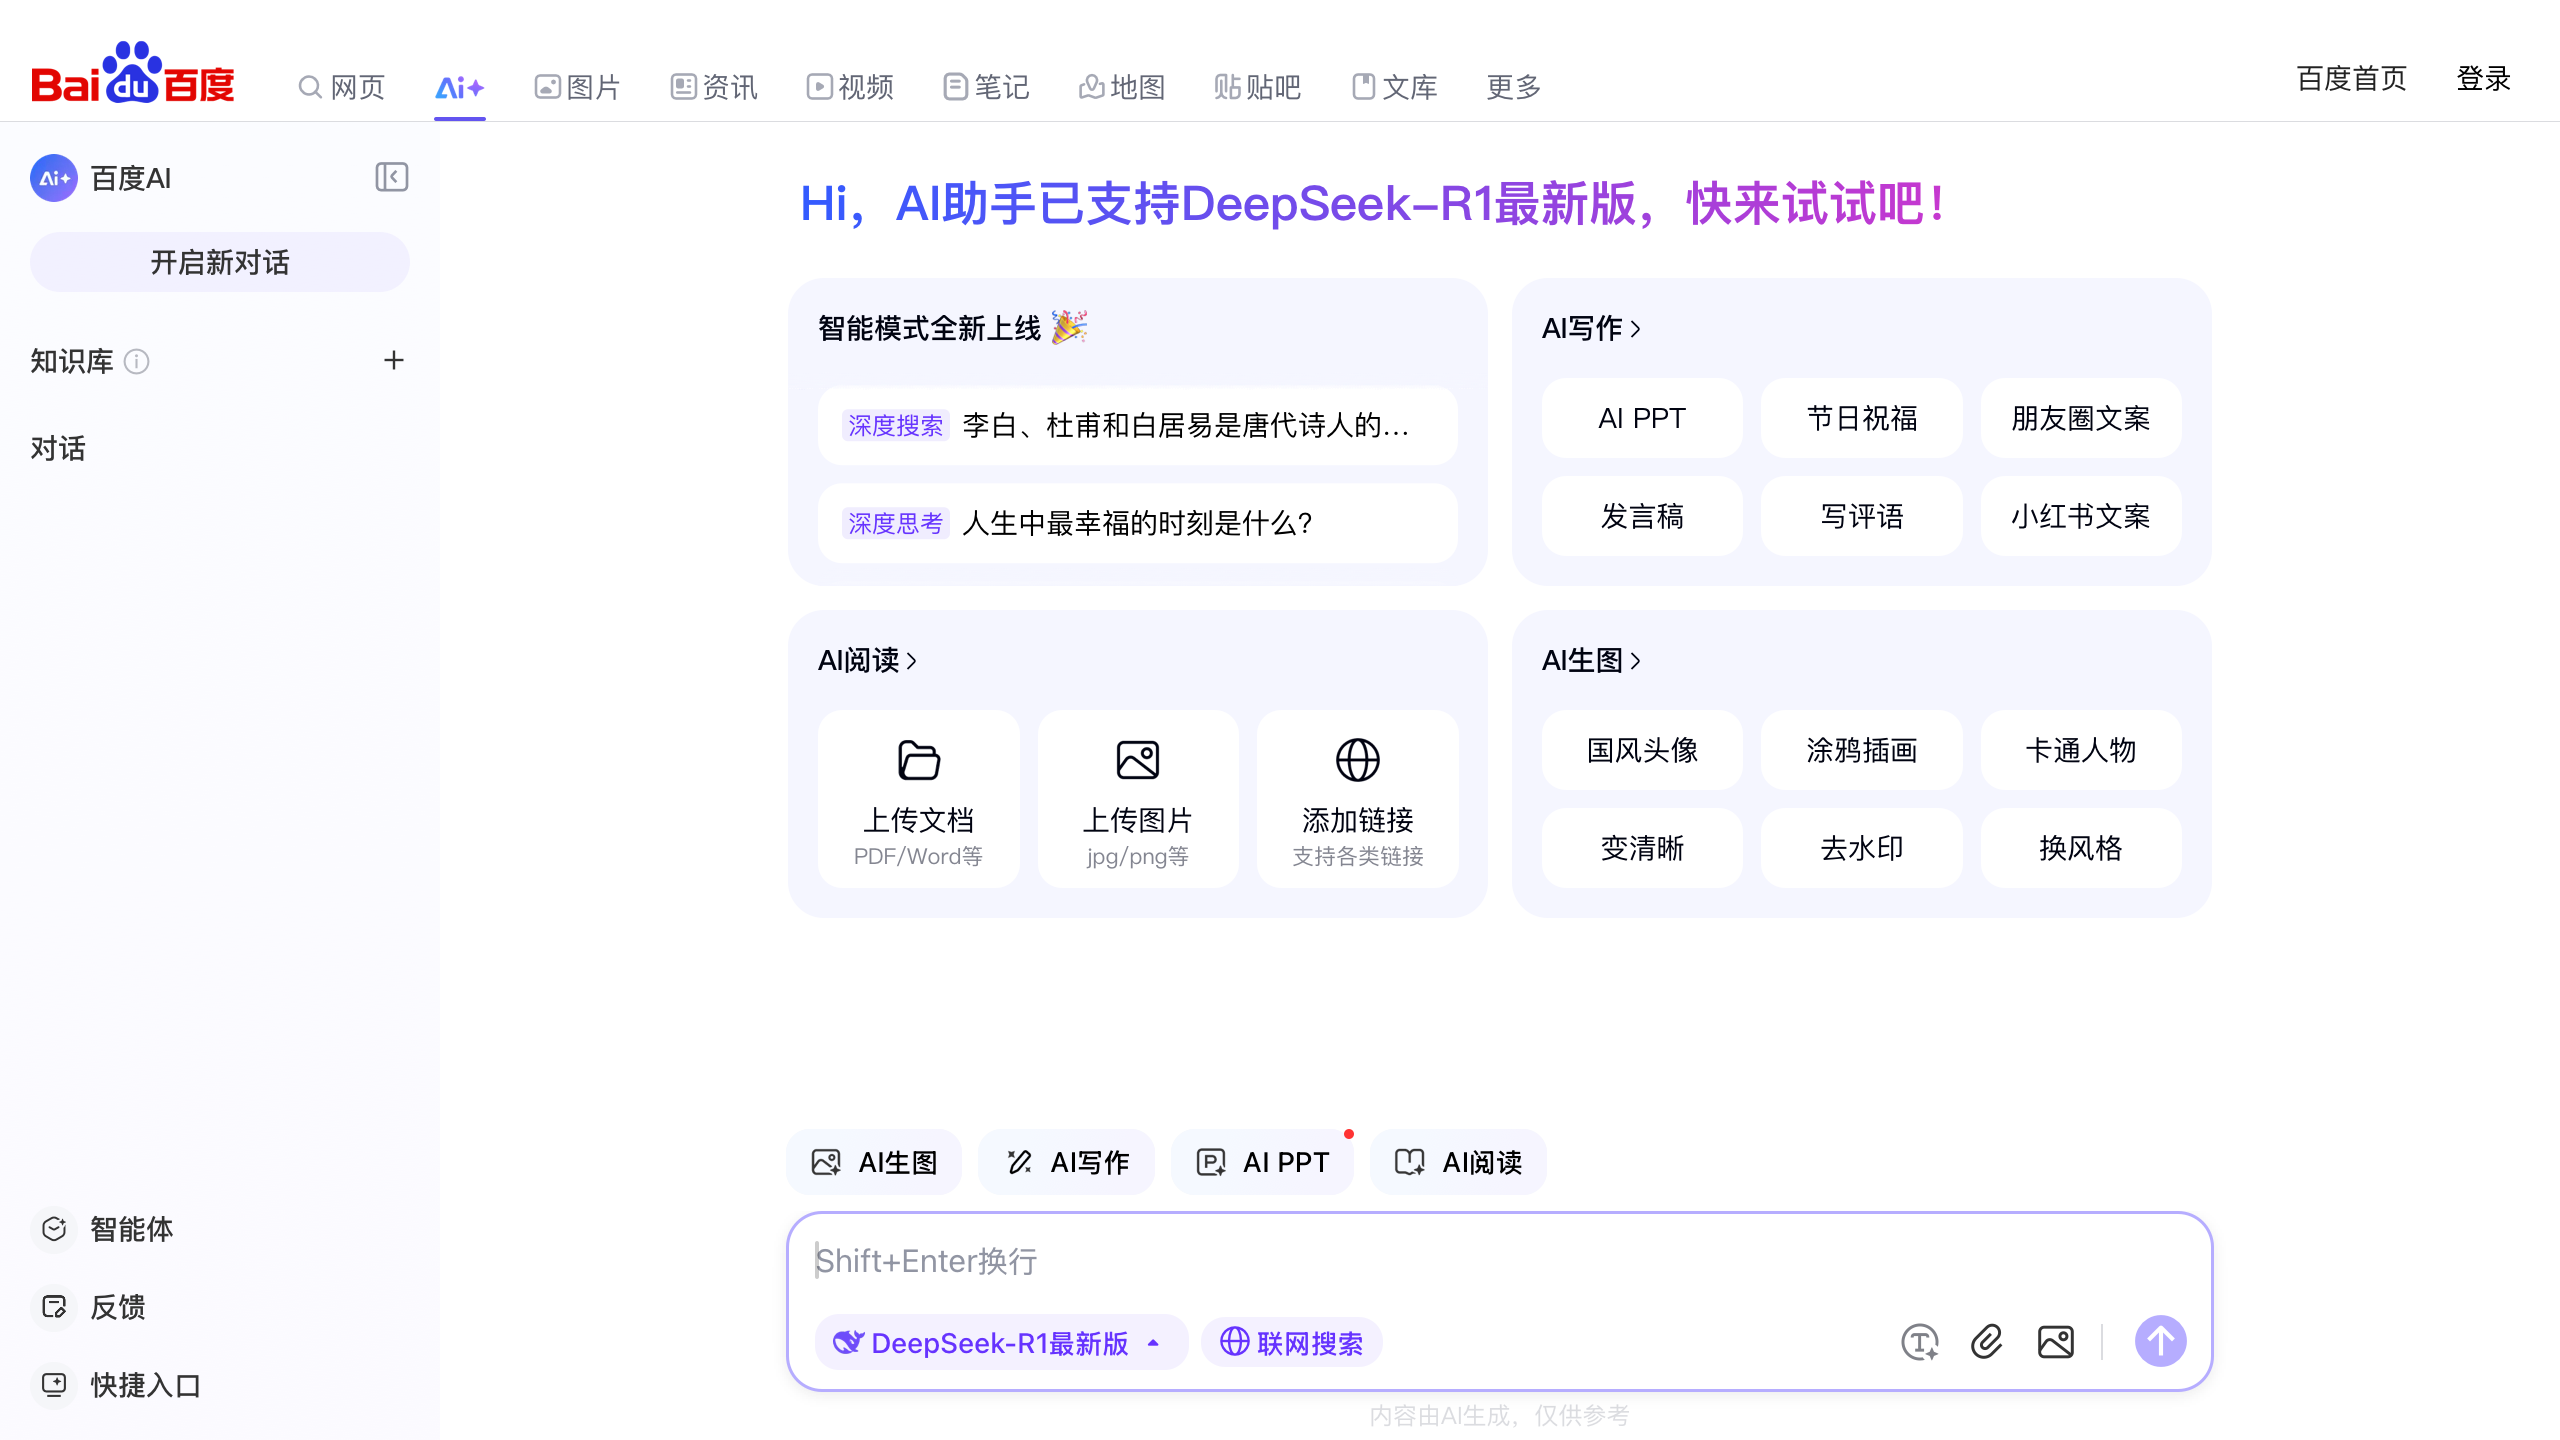 Bai du 百度
网页 Ai 图片 资讯 视频 笔记 地图 贴吧 文库 更多 百度首页 登录
Ai 百度AI
开启新对话
知识库
对话
智能体
反馈
快捷入口
Hi，AI助手已支持DeepSeek-R1最新版，快来试试吧！
智能模式全新上线
深度搜索 李白、杜甫和白居易是唐代诗人的...
深度思考 人生中最幸福的时刻是什么？
AI写作
AI PPT 节日祝福 朋友圈文案
发言稿 写评语 小红书文案
AI阅读
上传文档 上传图片 添加链接
PDF/Word等 jpg/png等 支持各类链接
AI生图
国风头像 涂鸦插画 卡通人物
变清晰 去水印 换风格
AI生图 AI写作 AI PPT AI阅读
Shift+Enter换行
DeepSeek-R1最新版 联网搜索
内容由AI生成，仅供参考